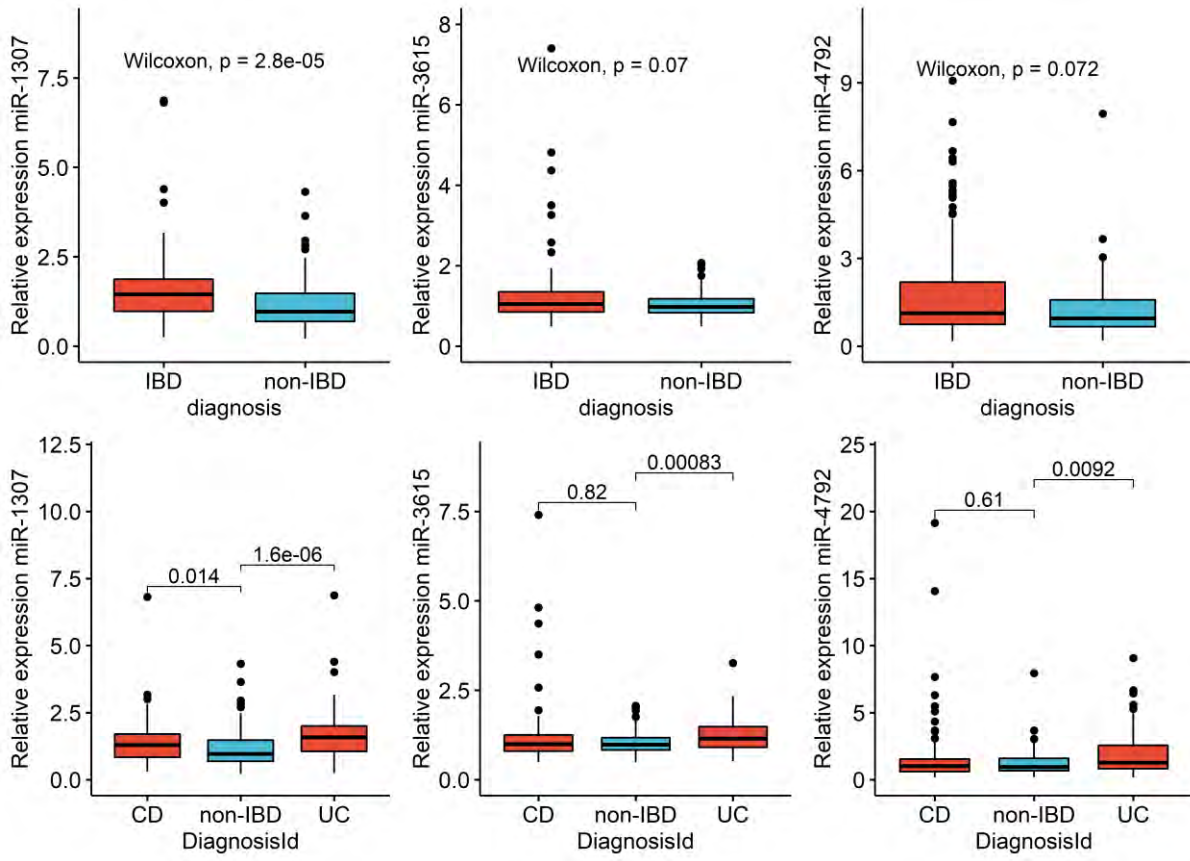 Relative expression miR-1307
7.5
5.0
2.5
0.0
Wilcoxon, p = 2.8e-05
IBD
non-IBD
diagnosis
Relative expression miR-3615
8
6
4
2
0
Wilcoxon, p = 0.07
IBD
non-IBD
diagnosis
Relative expression miR-4792
9
6
3
0
Wilcoxon, p = 0.072
IBD
non-IBD
diagnosis
Relative expression miR-1307
12.5
10.0
7.5
5.0
2.5
0.0
0.014
1.6e-06
CD
non-IBD
UC
DiagnosisId
Relative expression miR-3615
7.5
5.0
2.5
0.0
0.82
0.00083
CD
non-IBD
UC
DiagnosisId
Relative expression miR-4792
25
20
15
10
5
0
0.61
0.0092
CD
non-IBD
UC
DiagnosisId